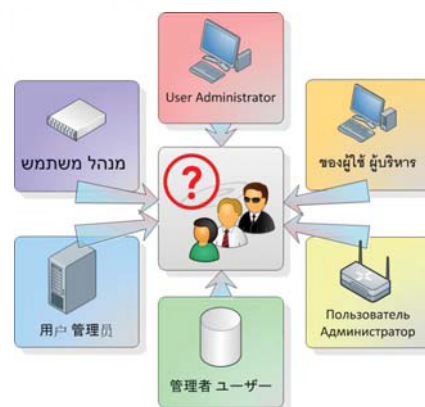 User Administrator
מנהל משתמש
ของผู้ใช้ ผู้บริหาร
?
用户 管理员
Пользователь
Администратор
管理者 ユーザー